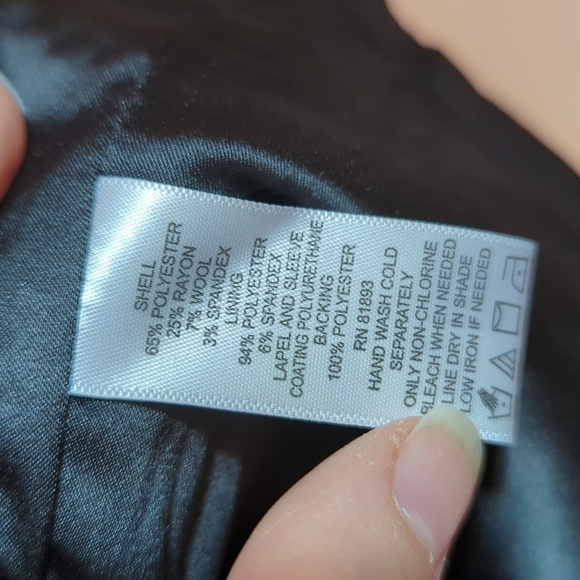 SHELL
65% POLYESTER
25% RAYON
7% WOOL
3% SPANDEX
LINING
94% POLYESTER
6% SPANDEX
LAPEL AND SLEEVE
COATING POLYURETHAME
BACKING
100% POLYESTER
RN 81893
HAND WASH COLD
SEPARATELY
ONLY NON-CHLORINE
BLEACH WHEN NEEDED
LINE DRY IN SHADE
LOW IRON IF NEEDED